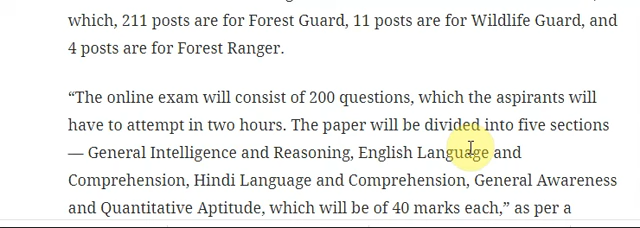 which, 211 posts are for Forest Guard, 11 posts are for Wildlife Guard, and
4 posts are for Forest Ranger.
“The online exam will consist of 200 questions, which the aspirants will
have to attempt in two hours. The paper will be divided into five sections
— General Intelligence and Reasoning, English Language and
Comprehension, Hindi Language and Comprehension, General Awareness
and Quantitative Aptitude, which will be of 40 marks each,” as per a